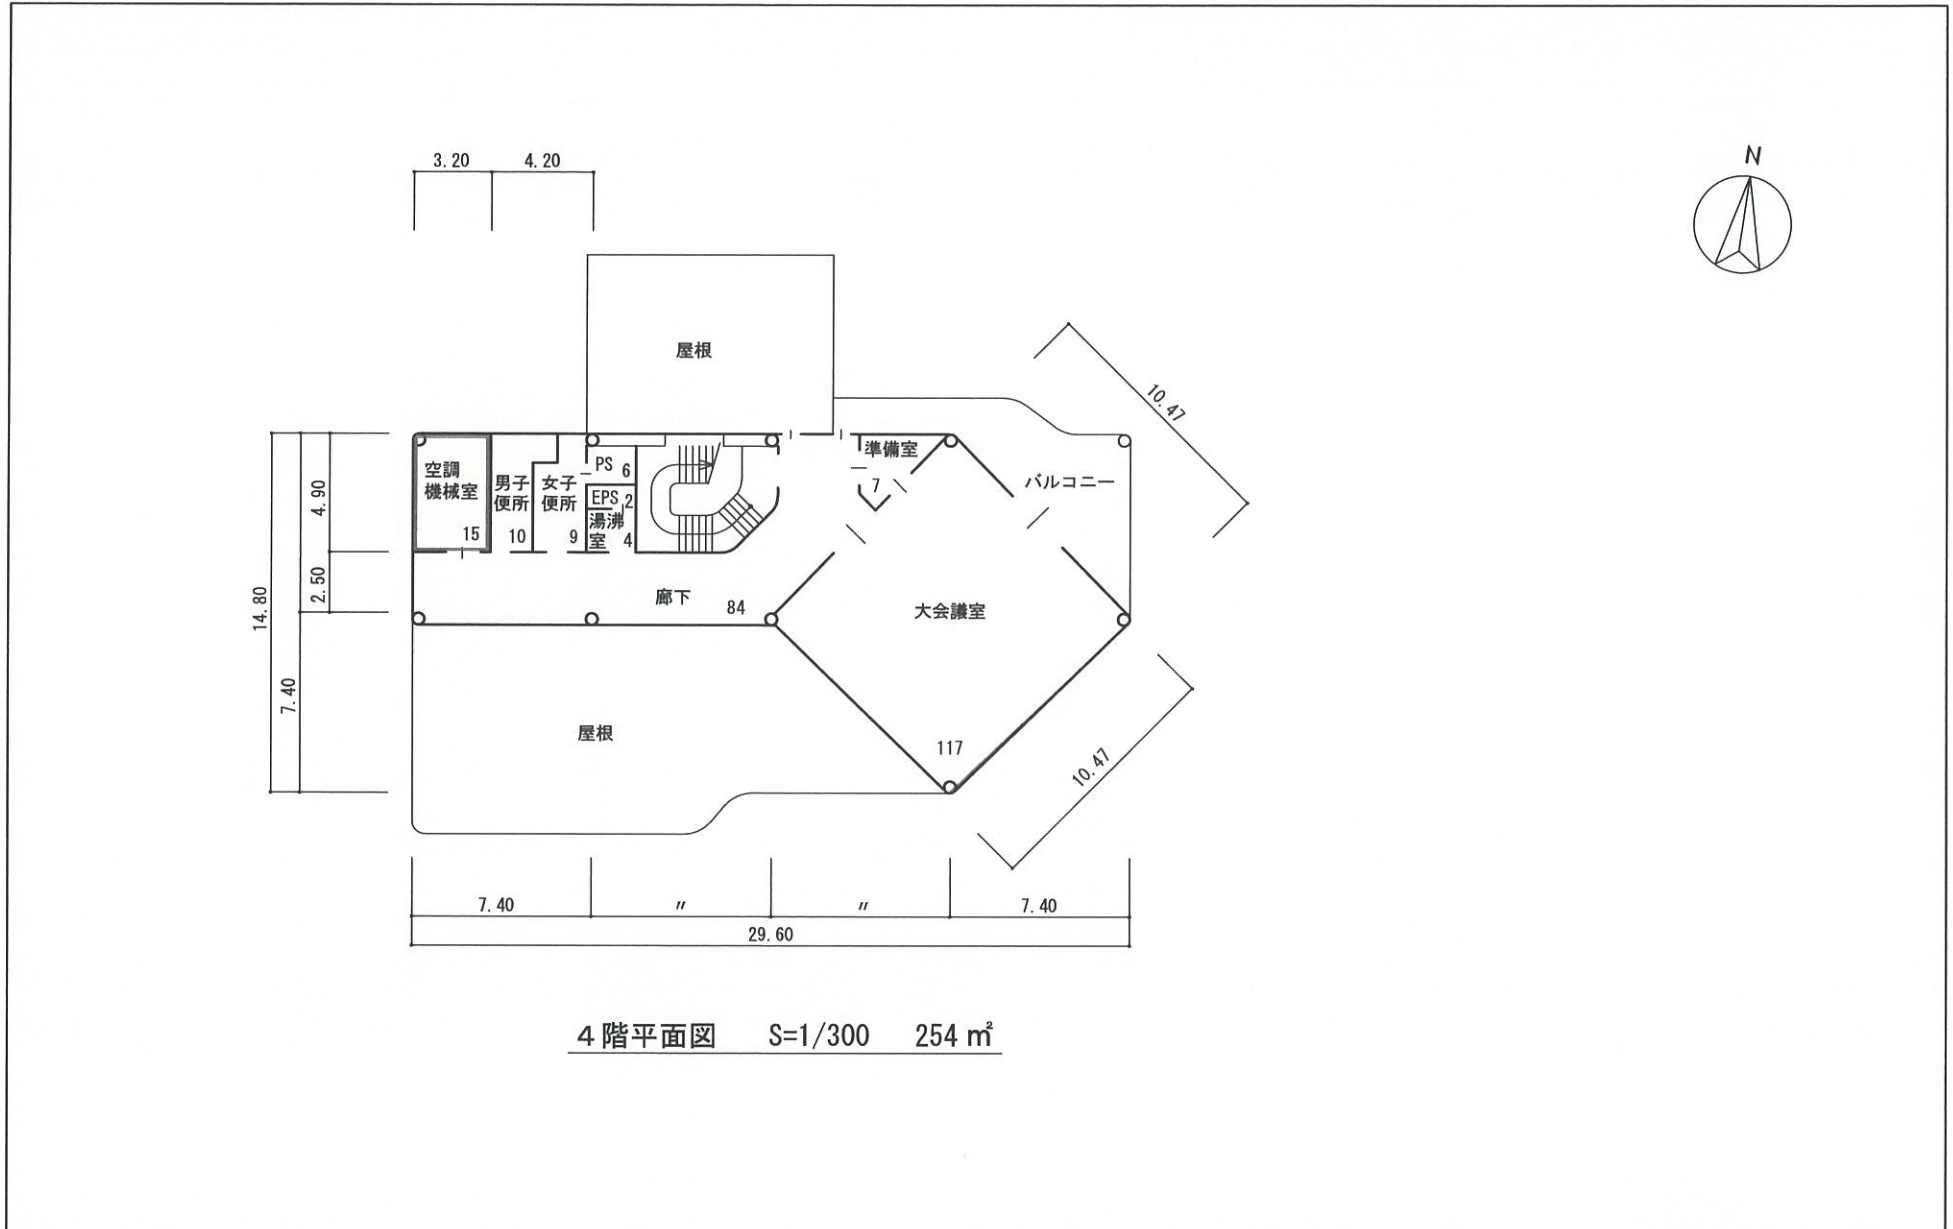 N
3.20
4.20
屋根
10.47
空調
機械室
15
男子
便所
10
女子
便所
9
PS
6
EPS
2
湯沸
室
4
準備室
7
バルコニー
4.90
2.50
14.80
7.40
廊下
84
大会議室
117
屋根
10.47
7.40
〃
〃
7.40
29.60
4階平面図 S=1/300 254㎡